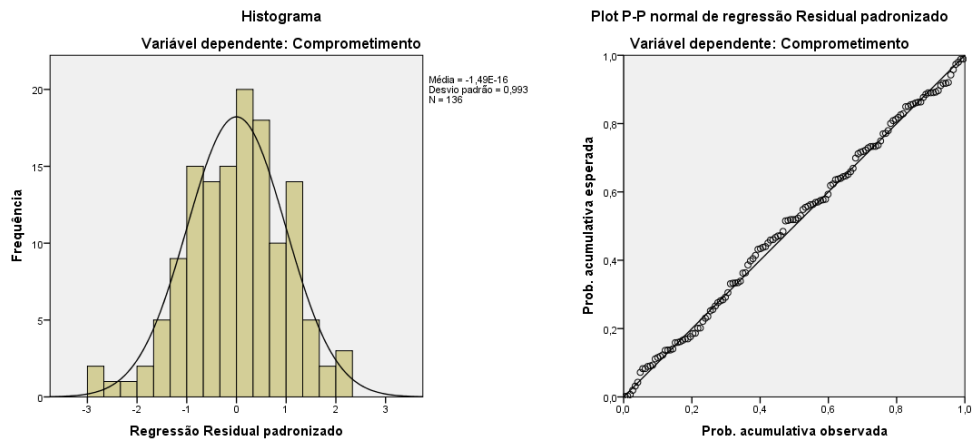 Histograma
Variável dependente: Comprometimento
Média = -1,49E-16
Desvio padrão = 0,993
N = 136
Frequência
20
15
10
5
0
-3 -2 -1 0 1 2 3
Regressão Residual padronizado
Plot P-P normal de regressão Residual padronizado
Variável dependente: Comprometimento
Prob. acumulativa esperada
1,0
0,8
0,6
0,4
0,2
0,0
0,0 0,2 0,4 0,6 0,8 1,0
Prob. acumulativa observada